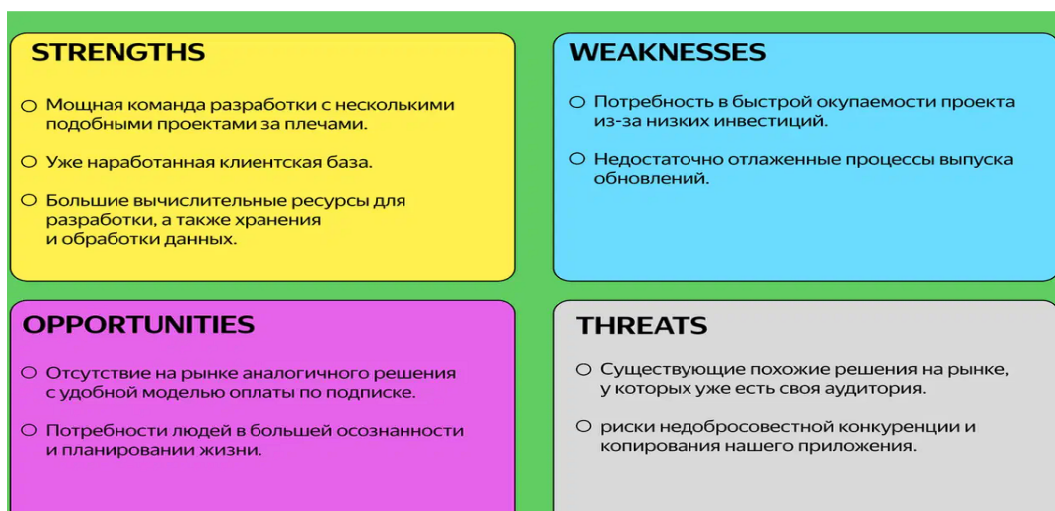 STRENGTHS
Мощная команда разработки с несколькими
подобными проектами за плечами.
Уже наработанная клиентская база.
Большие вычислительные ресурсы для
разработки, а также хранения
и обработки данных.
WEAKNESSES
Потребность в быстрой окупаемости проекта
из-за низких инвестиций.
Недостаточно отлаженные процессы выпуска
обновлений.
OPPORTUNITIES
Отсутствие на рынке аналогичного решения
с удобной моделью оплаты по подписке.
Потребности людей в большей осознанности
и планировании жизни.
THREATS
Существующие похожие решения на рынке,
у которых уже есть своя аудитория.
риски недобросовестной конкуренции и
копирования нашего приложения.